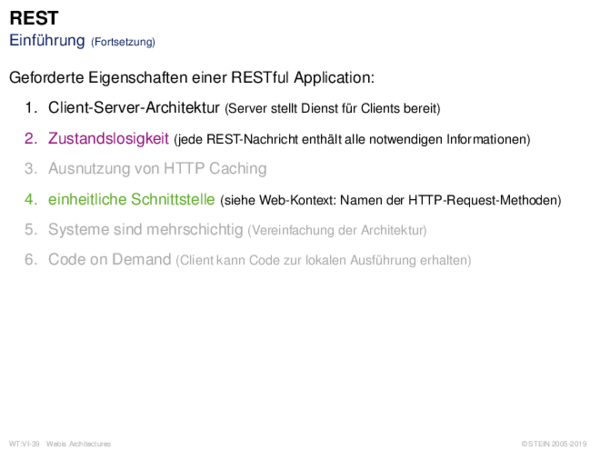 REST
Einführung (Fortsetzung)
Geforderte Eigenschaften einer RESTful Application:
1. Client-Server-Architektur (Server stellt Dienst für Clients bereit)
2. Zustandslosigkeit (jede REST-Nachricht enthält alle notwendigen Informationen)
3. Ausnutzung von HTTP Caching
4. einheitliche Schnittstelle (siehe Web-Kontext: Namen der HTTP-Request-Methoden)
5. Systeme sind mehrschichtig (Vereinfachung der Architektur)
6. Code on Demand (Client kann Code zur lokalen Ausführung erhalten)
WT:VI-39 Webis Architectures © STEIN 2005-2019